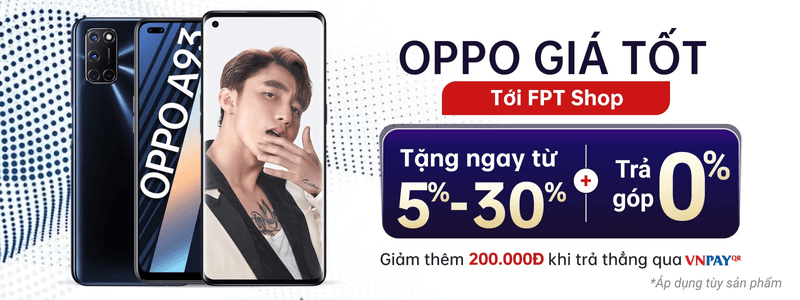 OPPO A93
OPPO GIÁ TỐT
Tới FPT Shop
Tặng ngay từ
5%-30%
+
Trả góp 0%
Giảm thêm 200.000Đ khi trả thẳng qua VNPAYQR
*Áp dụng tùy sản phẩm